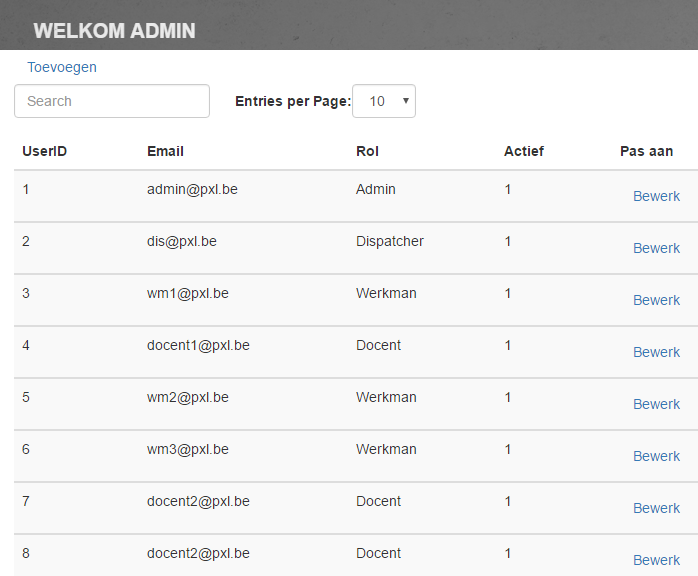 WELKOM ADMIN
Toevoegen
Search Entries per Page: 10
UserID Email Rol Actief Pas aan
1 admin@pxl.be Admin 1 Bewerk
2 dis@pxl.be Dispatcher 1 Bewerk
3 wm1@pxl.be Werkman 1 Bewerk
4 docent1@pxl.be Docent 1 Bewerk
5 wm2@pxl.be Werkman 1 Bewerk
6 wm3@pxl.be Werkman 1 Bewerk
7 docent2@pxl.be Docent 1 Bewerk
8 docent2@pxl.be Docent 1 Bewerk